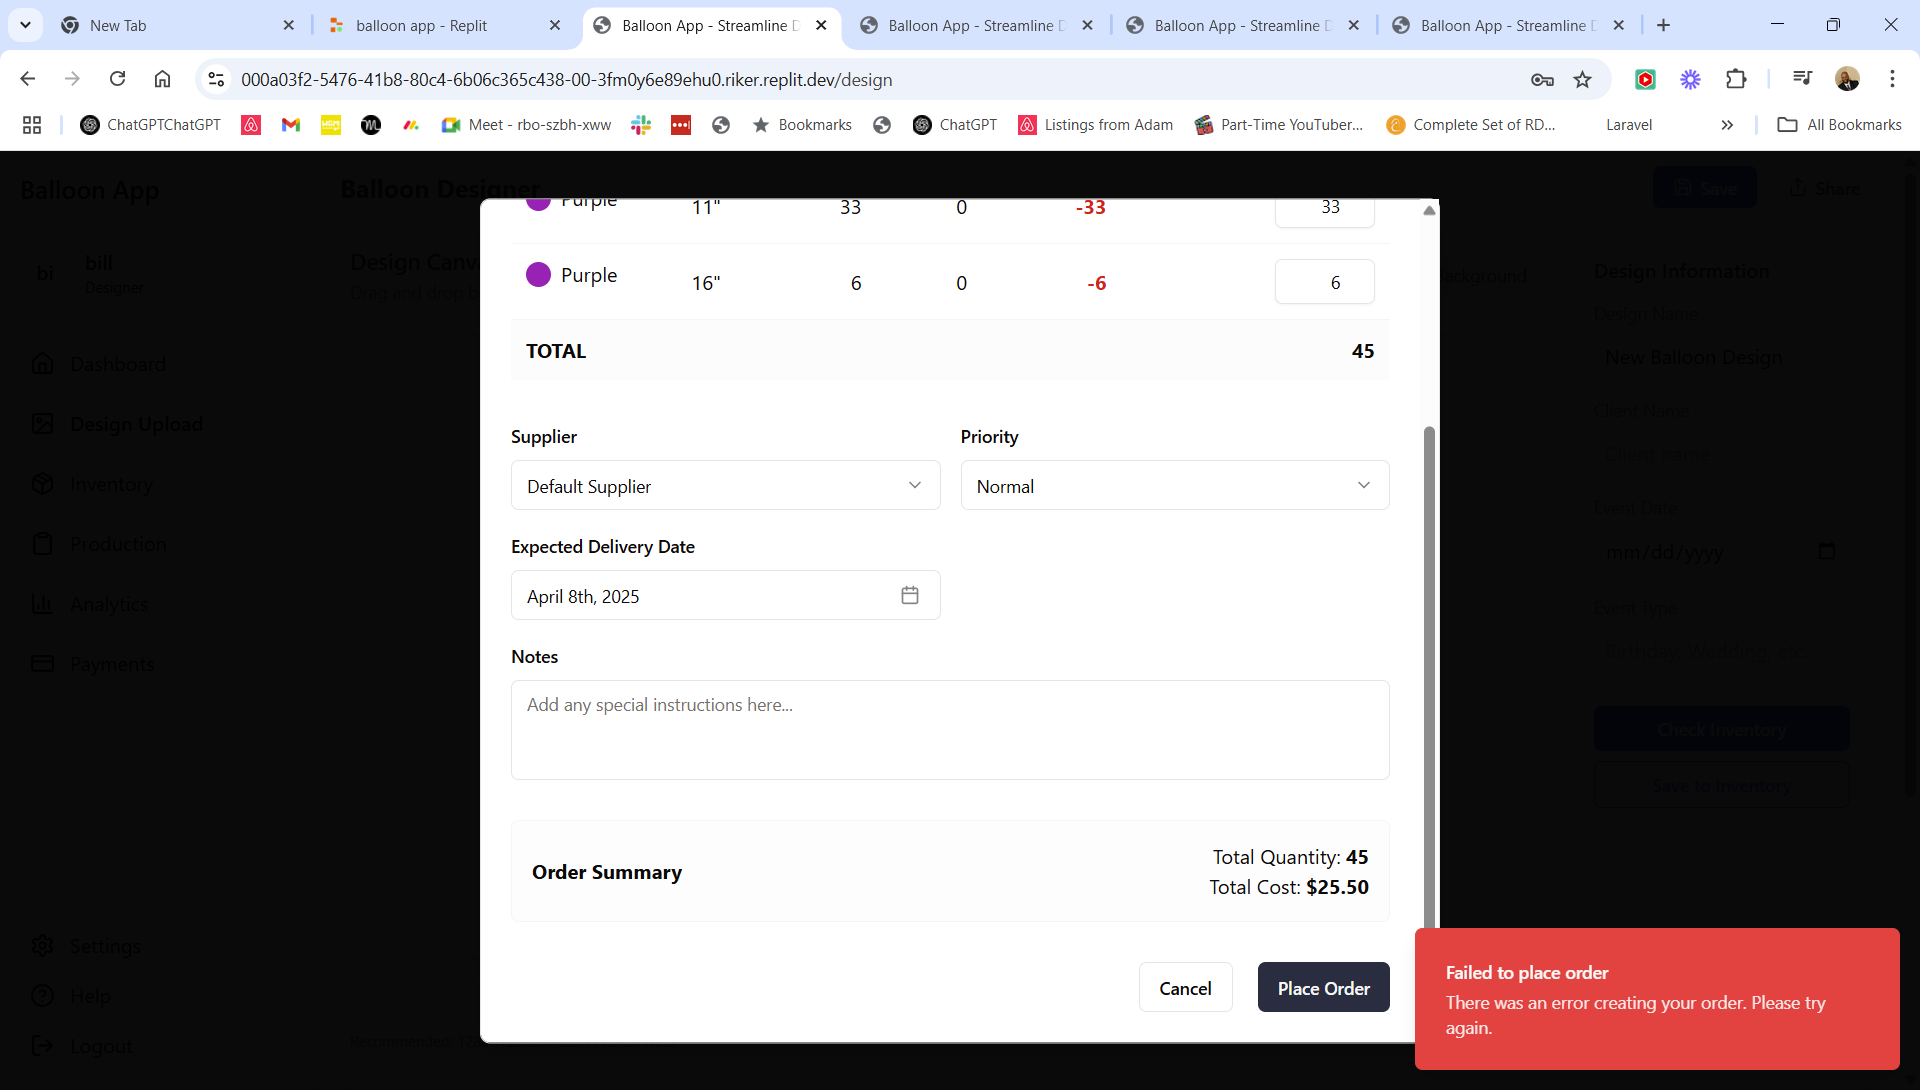 New Tab
balloon app - Replit
Balloon App - Streamline D
Balloon App - Streamline D
Balloon App - Streamline D
Balloon App - Streamline D
000a03f2-5476-41b8-80c4-6b06c365c438-00-3fm0y6e89ehu0.riker.replit.dev/design
ChatGPTChatGPT
Meet - rbo-szbh-xww
Bookmarks
ChatGPT
Listings from Adam
Part-Time YouTuber...
Complete Set of RD...
Laravel
All Bookmarks
Balloon App
Balloon Designer
Save
Share
bi
bill
Designer
Design Canv
Drag and drop b
ackground
Dashboard
Design Upload
Inventory
Production
Analytics
Payments
Settings
Help
Logout
Purple 11" 33 0 -33 33
Purple 16" 6 0 -6 6
TOTAL 45
Supplier
Default Supplier
Priority
Normal
Expected Delivery Date
April 8th, 2025
Notes
Add any special instructions here...
Order Summary
Total Quantity: 45
Total Cost: $25.50
Cancel
Place Order
Design Information
Design Name
New Balloon Design
Client Name
Client name
Event Date
mm/dd/yyyy
Event Type
Birthday, Wedding, etc.
Check Inventory
Save to Inventory
Failed to place order
There was an error creating your order. Please try
again.